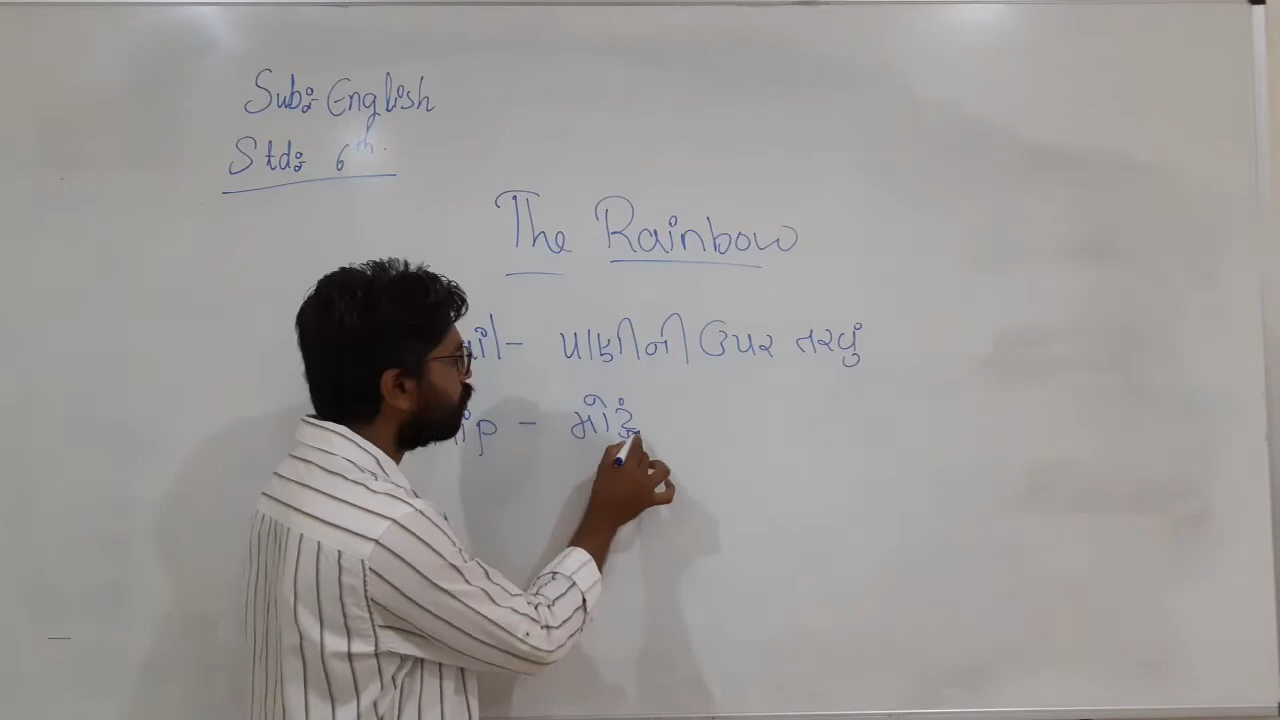 Sub:- English
Std:- 6th.
The Rainbow
- પાણીની ઉપર તરવું
- મોટું